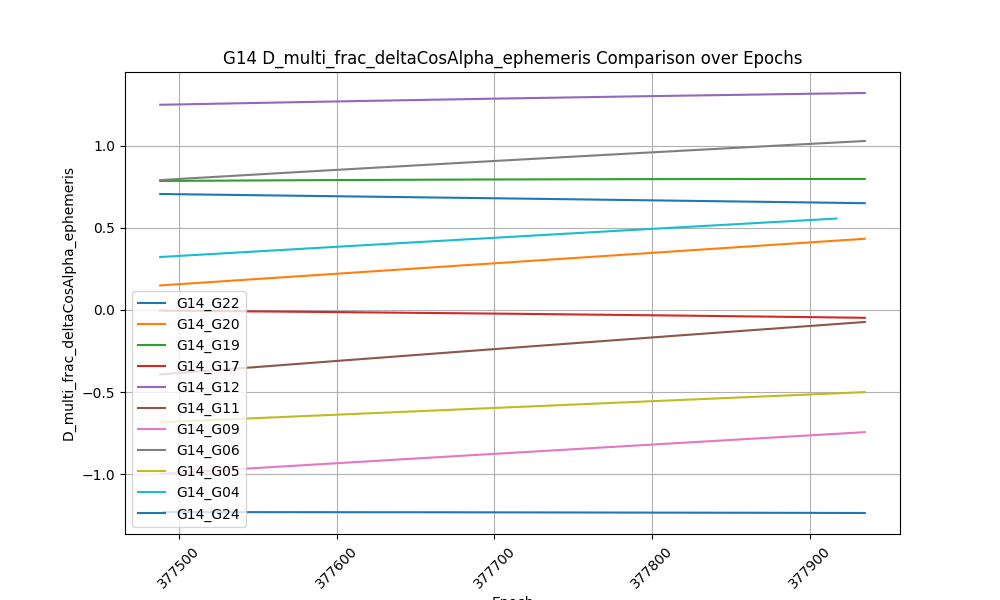 G14 D_multi_frac_deltaCosAlpha_ephemeris Comparison over Epochs
D_multi_frac_deltaCosAlpha_ephemeris
1.0
0.5
0.0
−0.5
−1.0
G14_G22
G14_G20
G14_G19
G14_G17
G14_G12
G14_G11
G14_G09
G14_G06
G14_G05
G14_G04
G14_G24
377500
377600
377700
377800
377900
Epoch